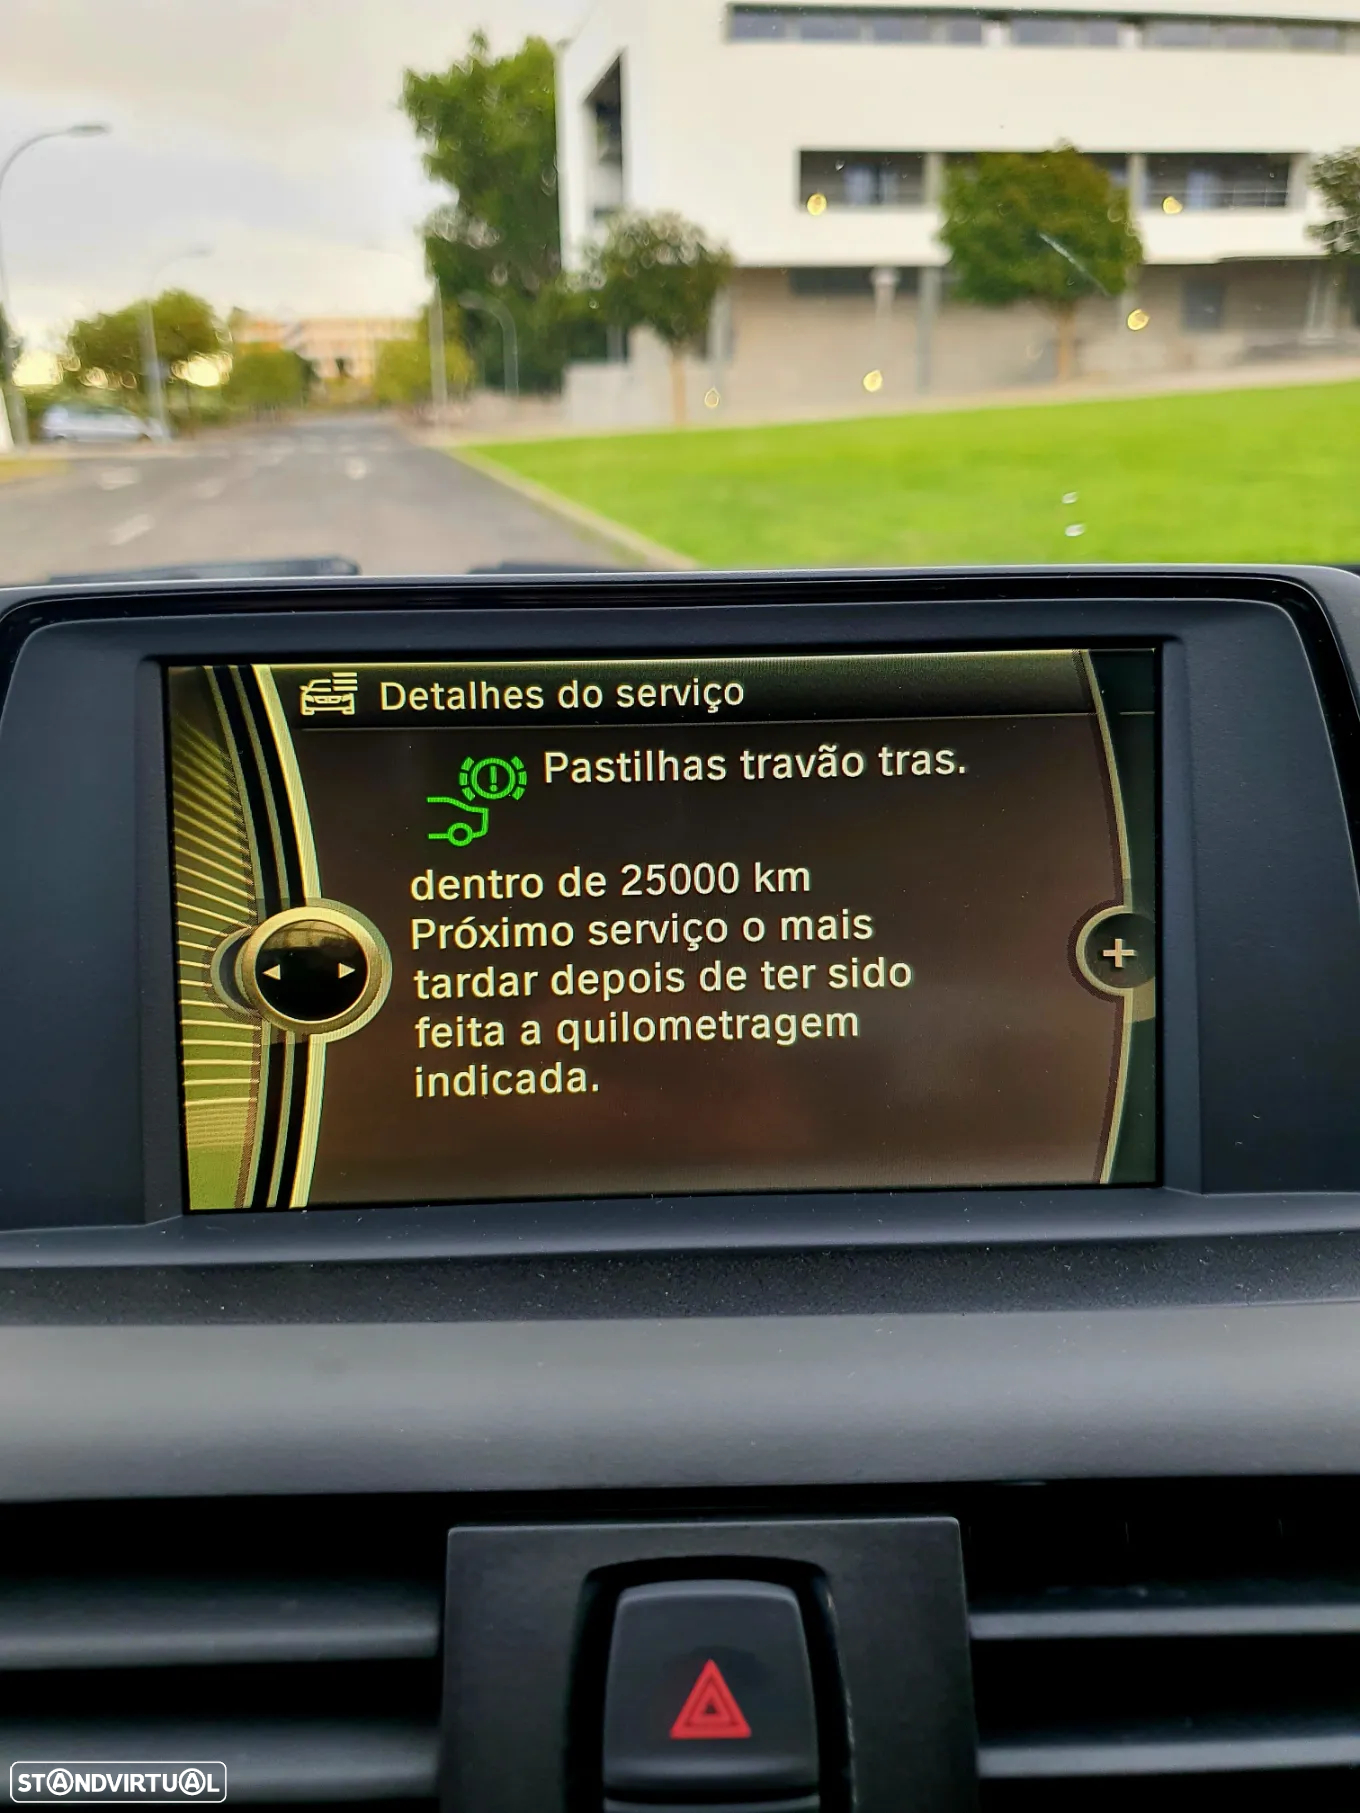 Detalhes do serviço
Pastilhas travão tras.
dentro de 25000 km
Próximo serviço o mais
tardar depois de ter sido
feita a quilometragem
indicada.
STANDVIRTUAL